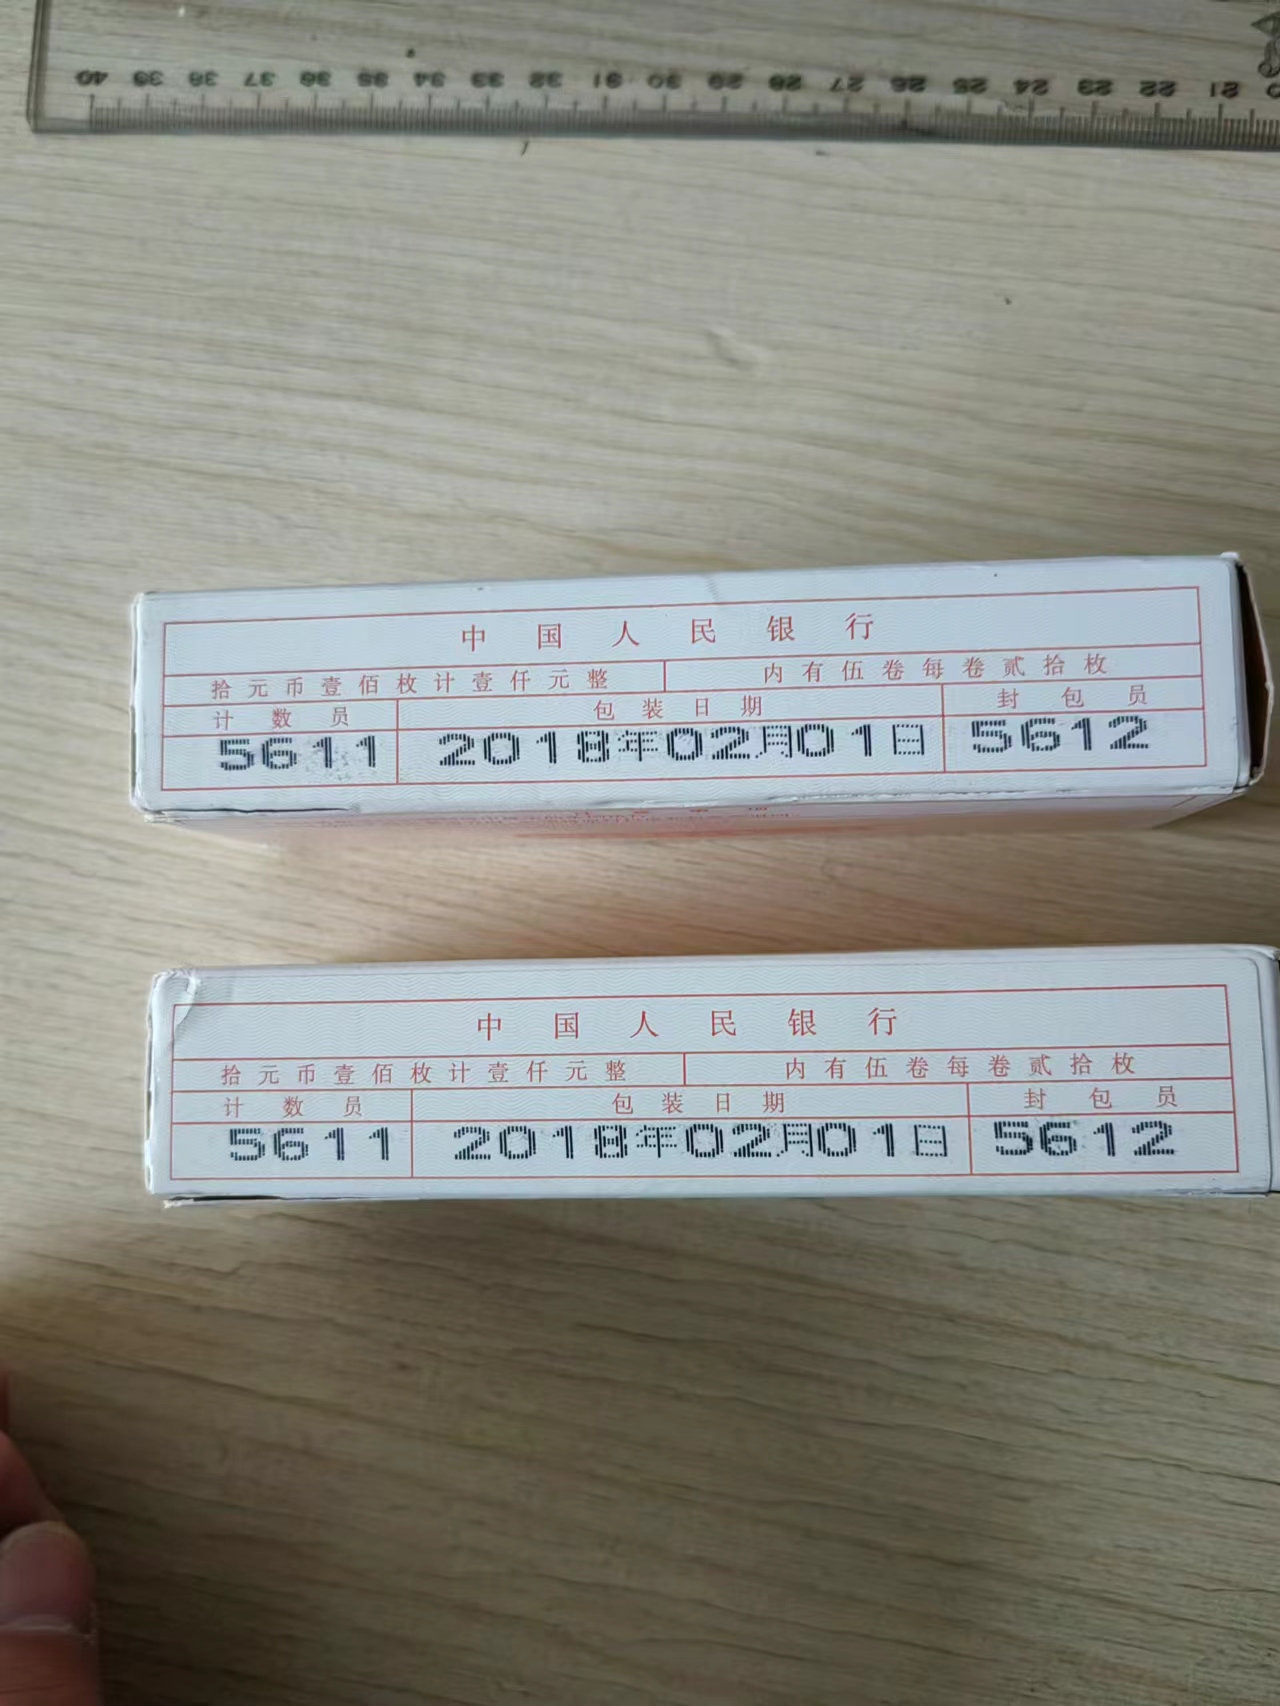 40 39 38 37 36 35 34 33 32 31 30 29 28 27 26 25 24 23 22 21
中国人民银行
拾元币壹佰枚计壹仟元整 内有伍卷每卷贰拾枚
计数员 包装日期 封包员
5611 2018年02月01日 5612
中国人民银行
拾元币壹佰枚计壹仟元整 内有伍卷每卷贰拾枚
计数员 包装日期 封包员
5611 2018年02月01日 5612